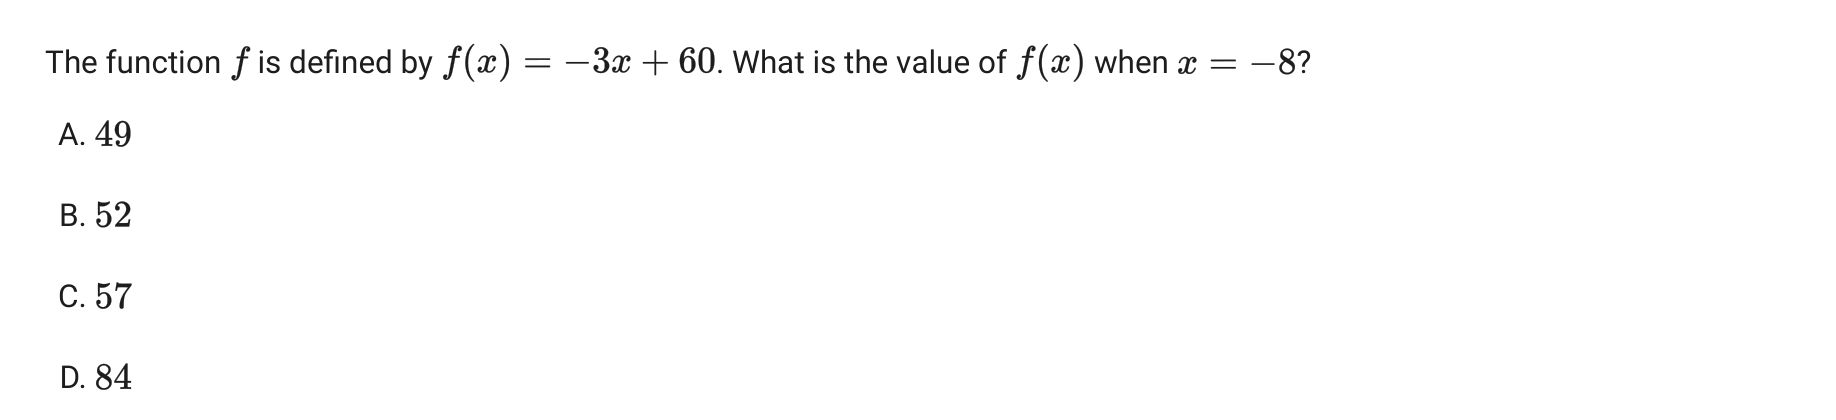 The function f is defined by f(x) = −3x + 60. What is the value of f(x) when x = −8?
A. 49
B. 52
C. 57
D. 84